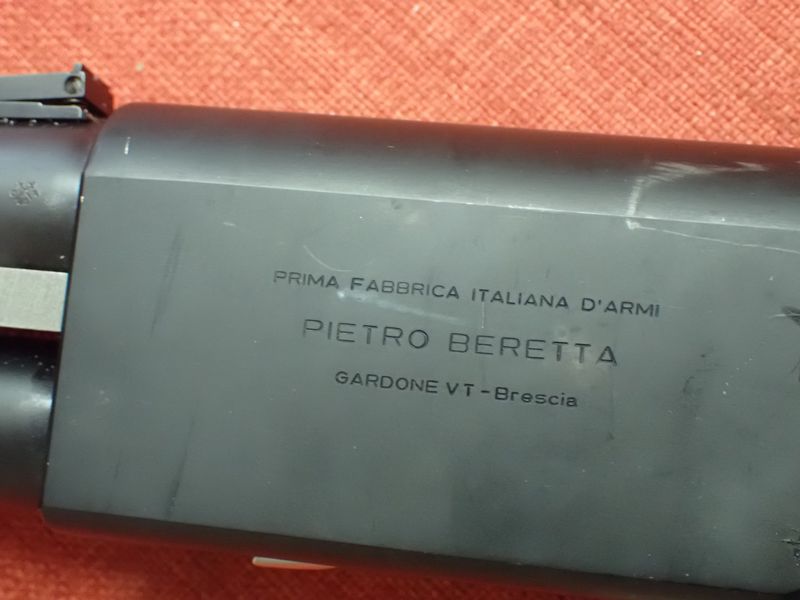 PRIMA FABBRICA ITALIANA D'ARMI
PIETRO BERETTA
GARDONE VT - Brescia